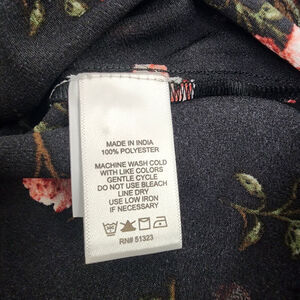 MADE IN INDIA
100% POLYESTER
MACHINE WASH COLD
WITH LIKE COLORS
GENTLE CYCLE
DO NOT USE BLEACH
LINE DRY
USE LOW IRON
IF NECESSARY
RN# 51323